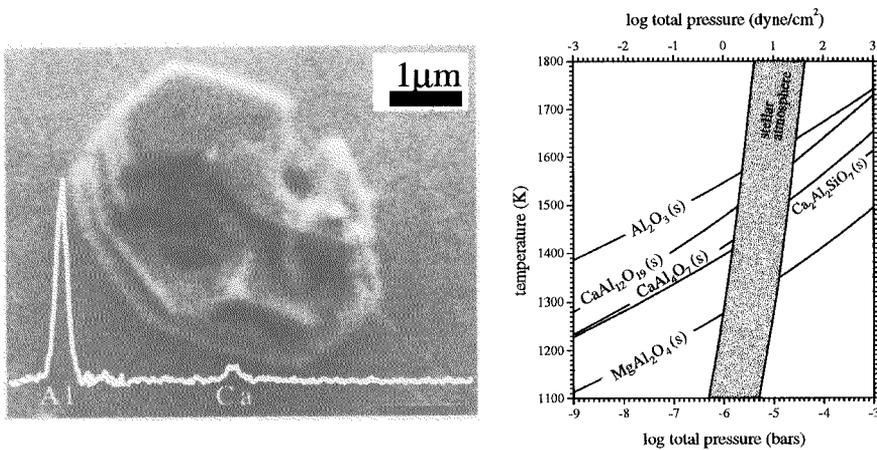 1μm
Al
Ca
log total pressure (dyne/cm²)
-3 -2 -1 0 1 2 3
1800
1700
1600
1500
1400
1300
1200
1100
temperature (K)
stellar
atmosphere
Al₂O₃(s)
CaAl₁₂O₁₉(s)
CaAl₄O₇(s)
Ca₂Al₂SiO₇(s)
MgAl₂O₄(s)
-9 -8 -7 -6 -5 -4 -3
log total pressure (bars)